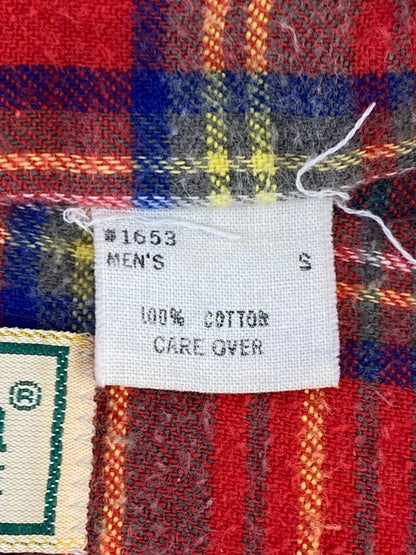 #1653
MEN'S S
100% COTTON
CARE OVER
®